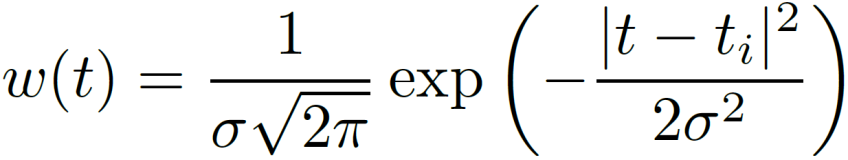 w(t) = \frac{1}{\sigma\sqrt{2\pi}} \exp\left(-\frac{|t - t_i|^2}{2\sigma^2}\right)